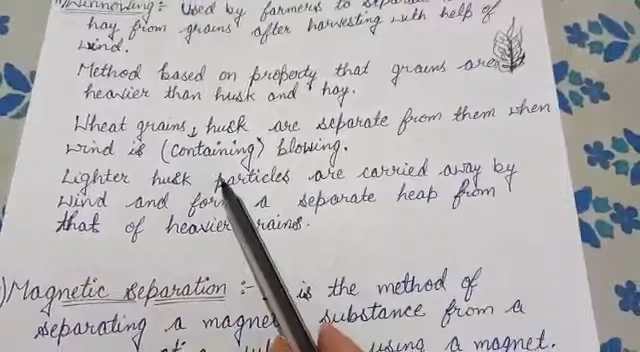 Winnowing :- Used by farmers to separate
hay from grains after harvesting with help of
wind.
Method based on property that grains are
heavier than husk and hay.
Wheat grains, husk are separate from them when
wind is (containing) blowing.
Lighter husk particles are carried away by
wind and form a separate heap from
that of heavier grains.
Magnetic separation :- is the method of
separating a magnetic substance from a
using a magnet.